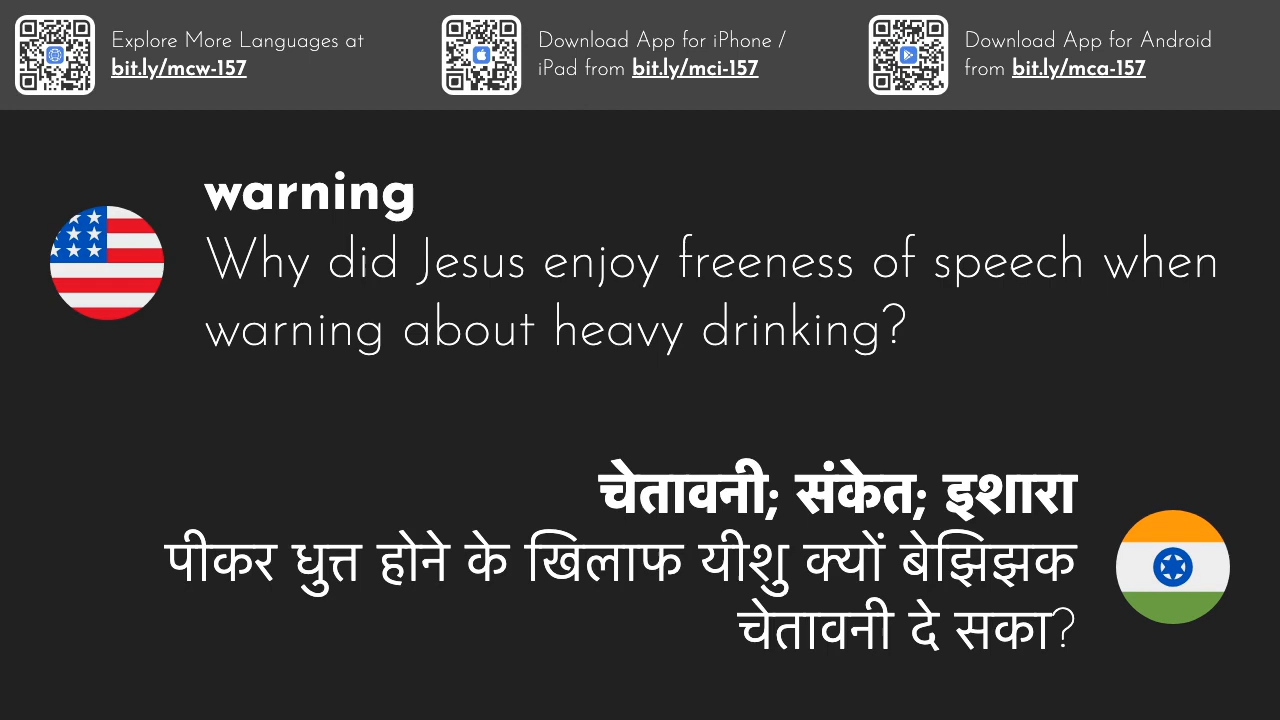 Explore More Languages at
bit.ly/mcw-157
Download App for iPhone /
iPad from bit.ly/mci-157
Download App for Android
from bit.ly/mca-157
warning
Why did Jesus enjoy freeness of speech when
warning about heavy drinking?
चेतावनी; संकेत; इशारा
पीकर धुत्त होने के खिलाफ यीशु क्यों बेझिझक
चेतावनी दे सका?